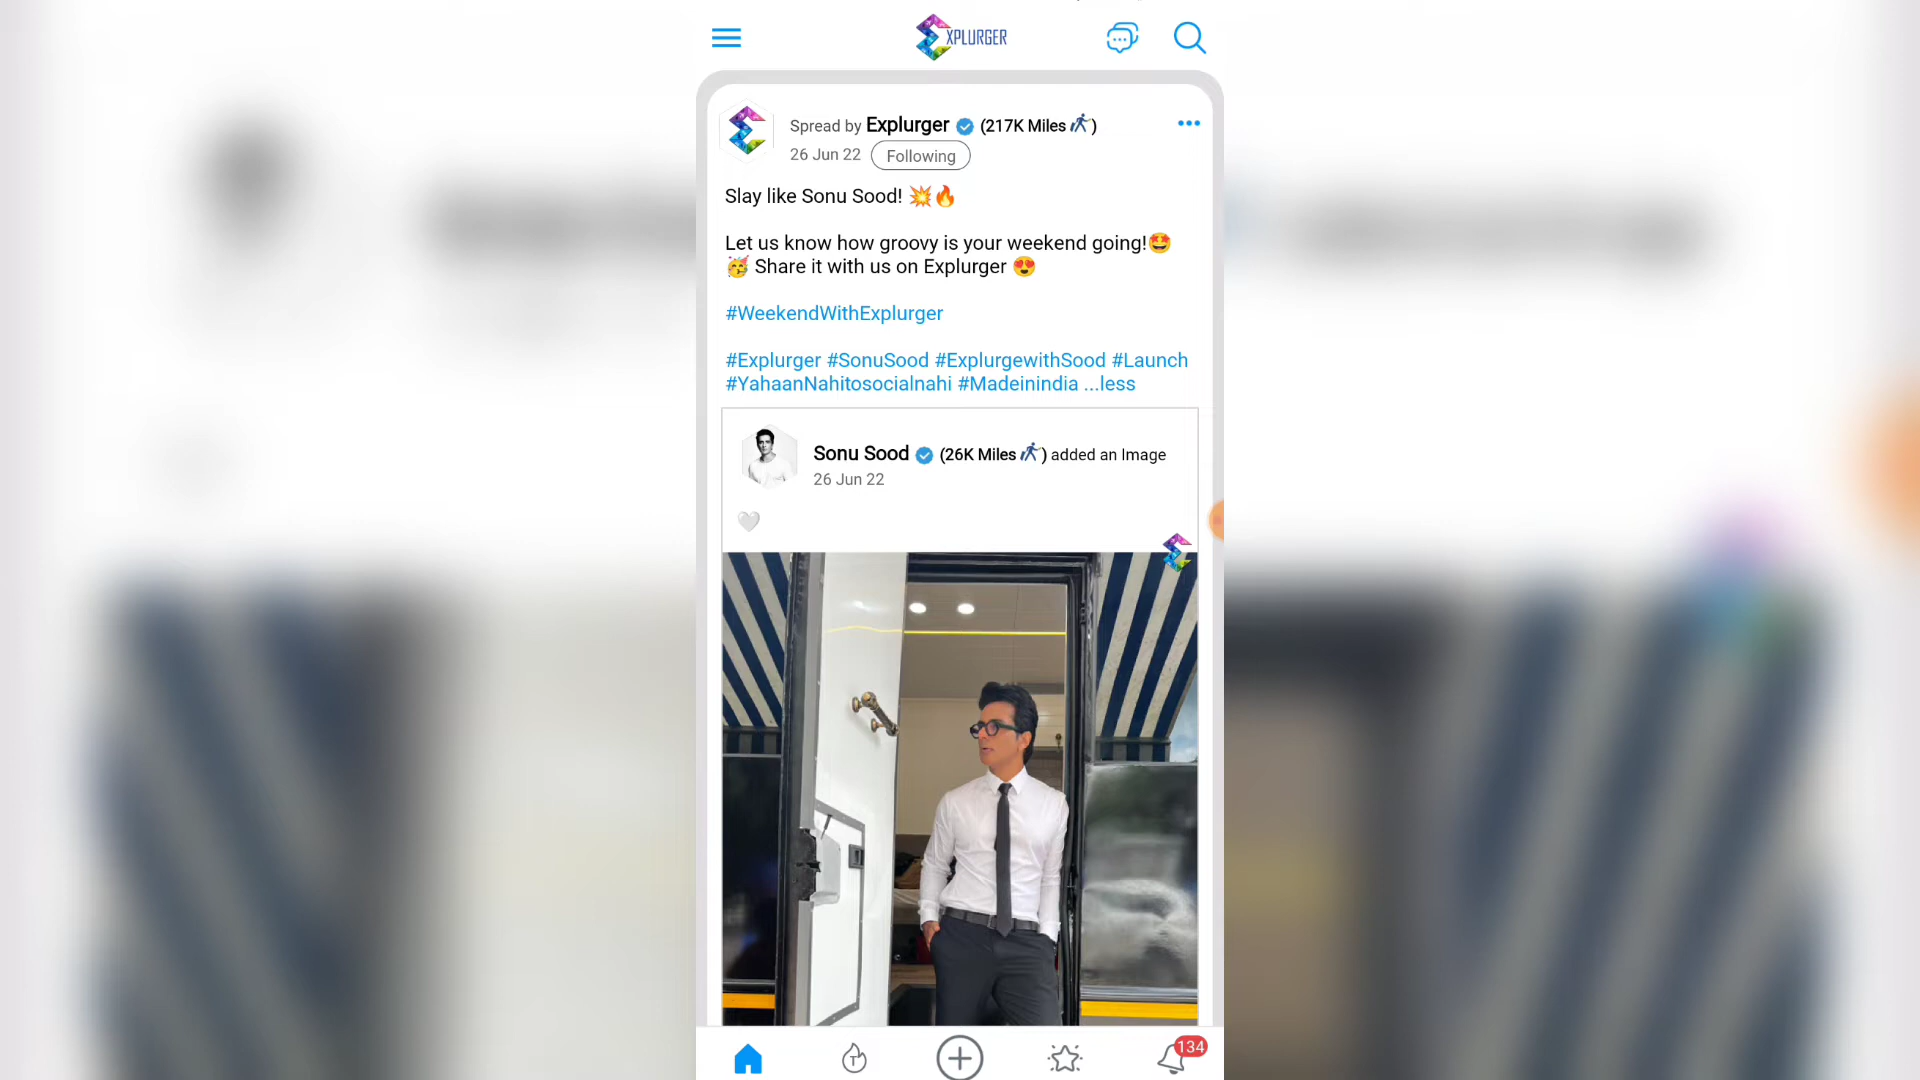 XPLURGER
Spread by Explurger (217K Miles )
26 Jun 22 Following
Slay like Sonu Sood! 💥🔥
Let us know how groovy is your weekend going!🤩
🥳 Share it with us on Explurger 😍
#WeekendWithExplurger
#Explurger #SonuSood #ExplurgewithSood #Launch
#YahaanNahitosocialnahi #Madeinindia ...less
Sonu Sood (26K Miles ) added an Image
26 Jun 22
🤍
T
134